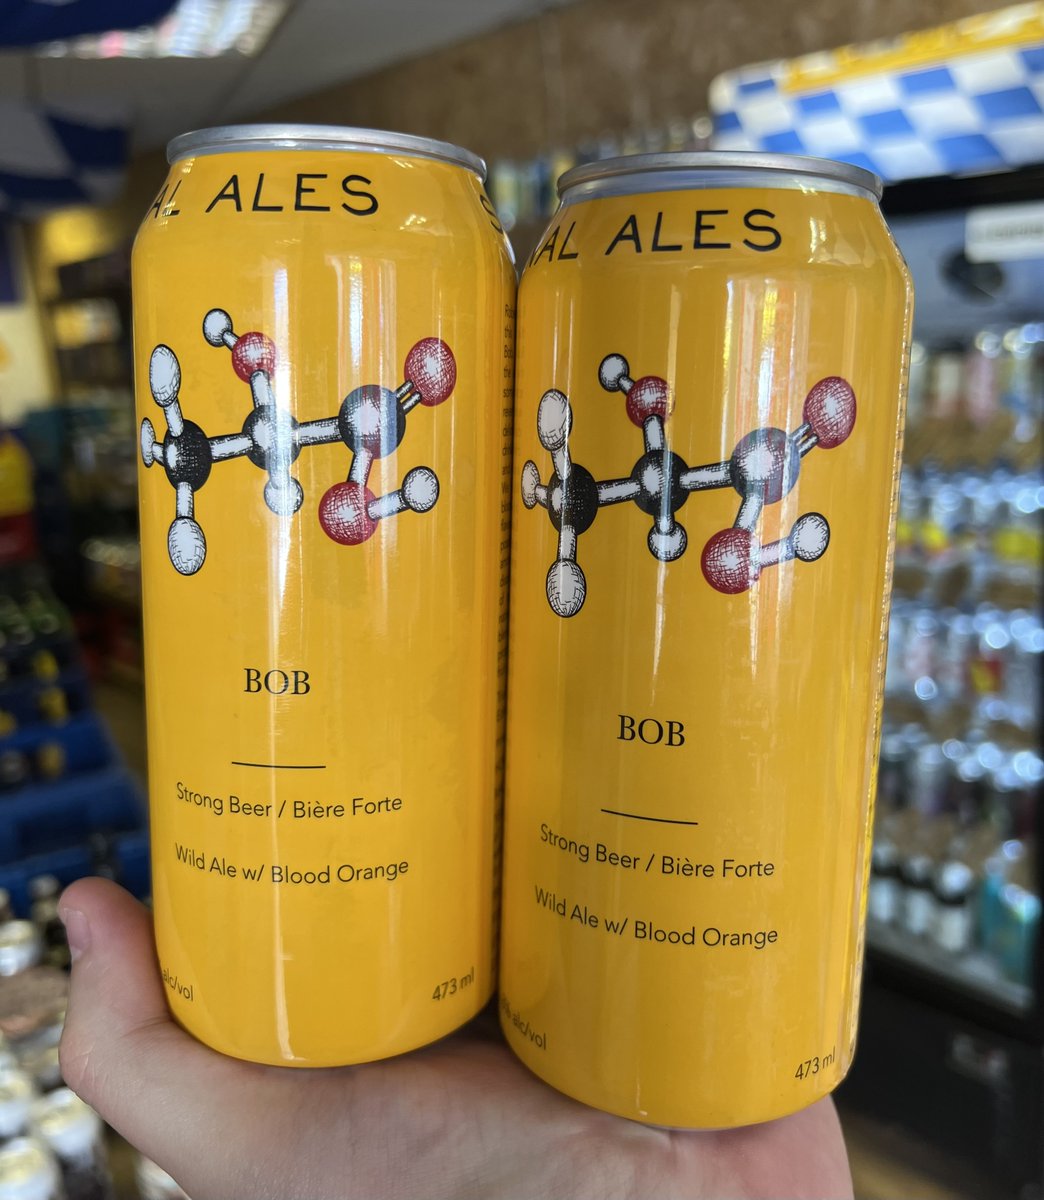 AL ALES
BOB
Strong Beer / Bière Forte
Wild Ale w/ Blood Orange
alc/vol
473 ml
AL ALES
BOB
Strong Beer / Bière Forte
Wild Ale w/ Blood Orange
% alc/vol
473 ml